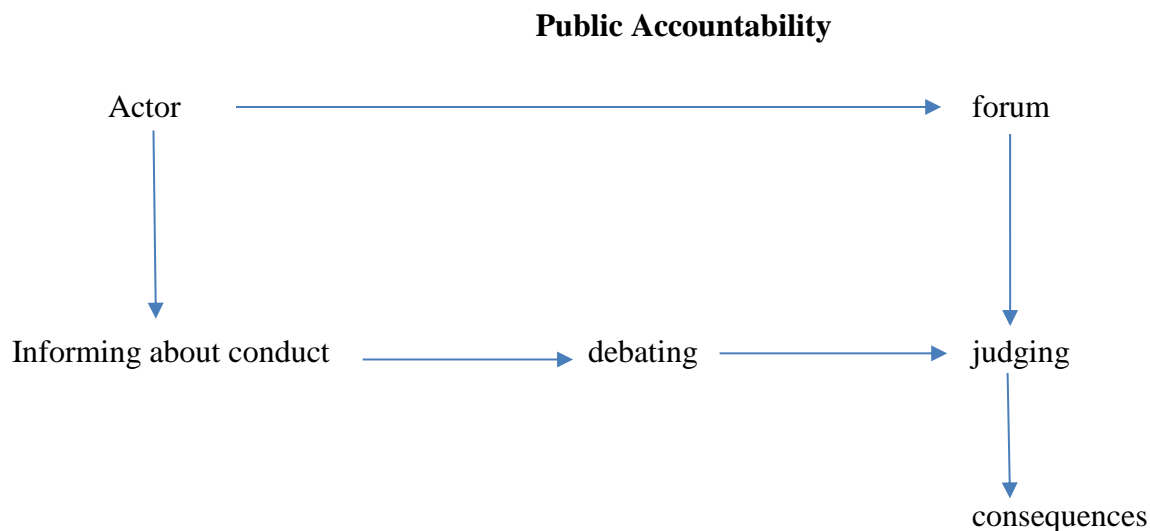 Public Accountability
Actor forum
Informing about conduct debating judging
consequences